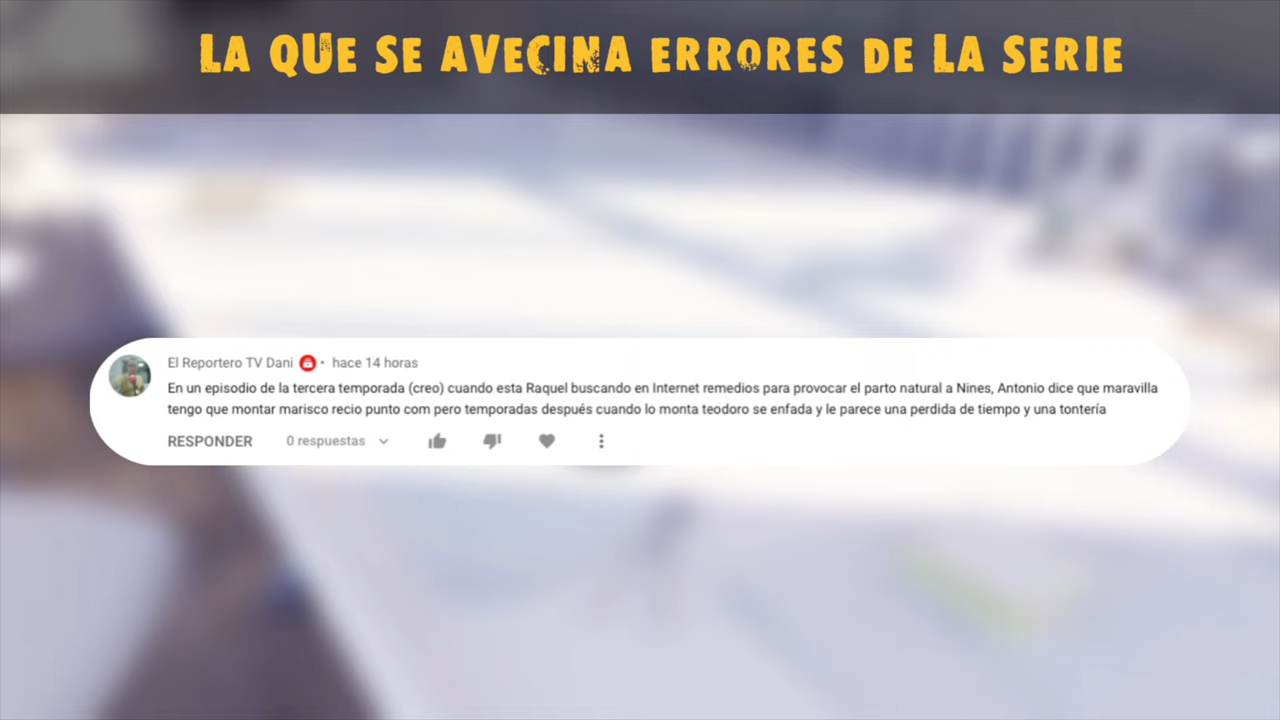 LA QUE SE AVECINA ERRORES DE LA SERIE
El Reportero TV Dani • hace 14 horas
En un episodio de la tercera temporada (creo) cuando esta Raquel buscando en Internet remedios para provocar el parto natural a Nines, Antonio dice que maravilla
tengo que montar marisco recio punto com pero temporadas después cuando lo monta teodoro se enfada y le parece una perdida de tiempo y una tontería
RESPONDER 0 respuestas